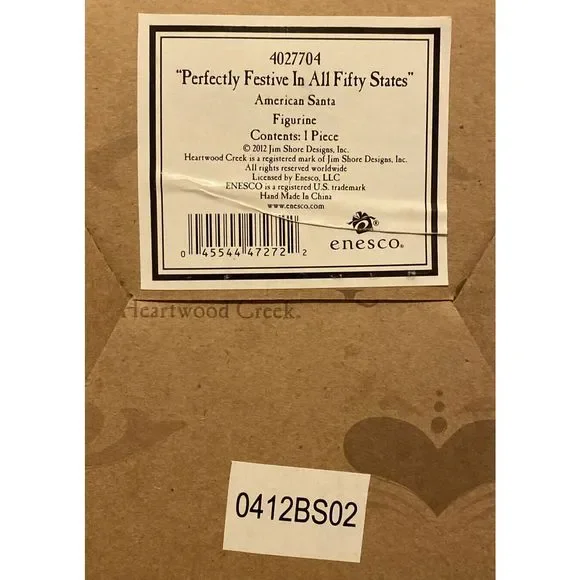 4027704
"Perfectly Festive In All Fifty States"
American Santa
Figurine
Contents: 1 Piece
© 2012 Jim Shore Designs, Inc.
Heartwood Creek is a registered mark of Jim Shore Designs, Inc.
All rights reserved worldwide
Licensed by Enesco, LLC
ENESCO is a registered U.S. trademark
Hand Made In China
www.enesco.com
enesco®
0 45544 47272 2
Heartwood Creek®
0412BS02